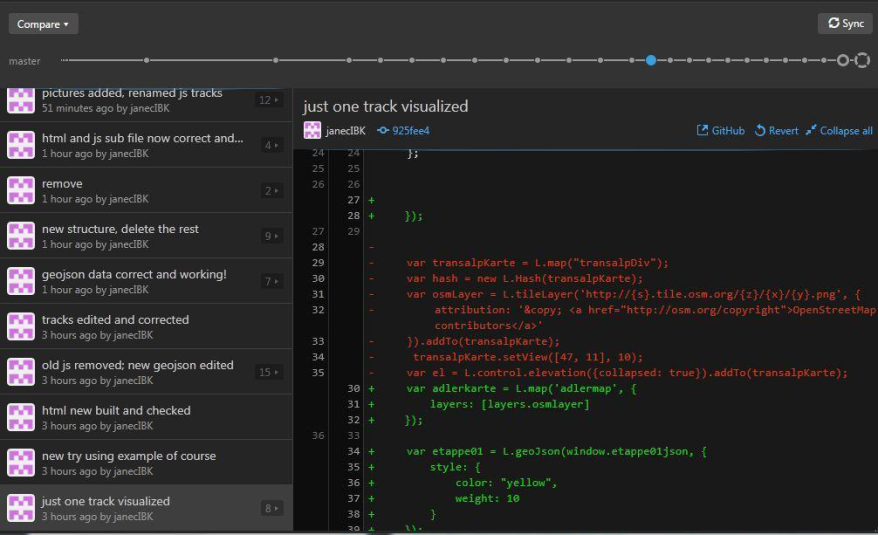 Compare
Sync
master
pictures added, renamed js tracks
51 minutes ago by janecIBK
12
html and js sub file now correct and...
1 hour ago by janecIBK
4
remove
1 hour ago by janecIBK
2
new structure, delete the rest
1 hour ago by janecIBK
9
geojson data correct and working!
1 hour ago by janecIBK
7
tracks edited and corrected
3 hours ago by janecIBK
old js removed; new geojson edited
3 hours ago by janecIBK
15
html new built and checked
3 hours ago by janecIBK
new try using example of course
3 hours ago by janecIBK
just one track visualized
3 hours ago by janecIBK
8
just one track visualized
janecIBK 925fee4 GitHub Revert Collapse all
24 24 };
25 25
26 26
27 +
28 + });
27 29
28 -
29 - var transalpKarte = L.map("transalpDiv");
30 - var hash = new L.Hash(transalpKarte);
31 - var osmLayer = L.tileLayer('http://{s}.tile.osm.org/{z}/{x}/{y}.png', {
32 - attribution: '&copy; <a href="http://osm.org/copyright">OpenStreetMap
contributors</a>'
33 - }).addTo(transalpKarte);
34 - transalpKarte.setView([47, 11], 10);
35 - var el = L.control.elevation({collapsed: true}).addTo(transalpKarte);
30 + var adlerkarte = L.map('adlermap', {
31 + layers: [layers.osmlayer]
32 + });
36 33
34 + var etappe01 = L.geoJson(window.etappe01json, {
35 + style: {
36 + color: "yellow",
37 + weight: 10
38 + }
39 + });